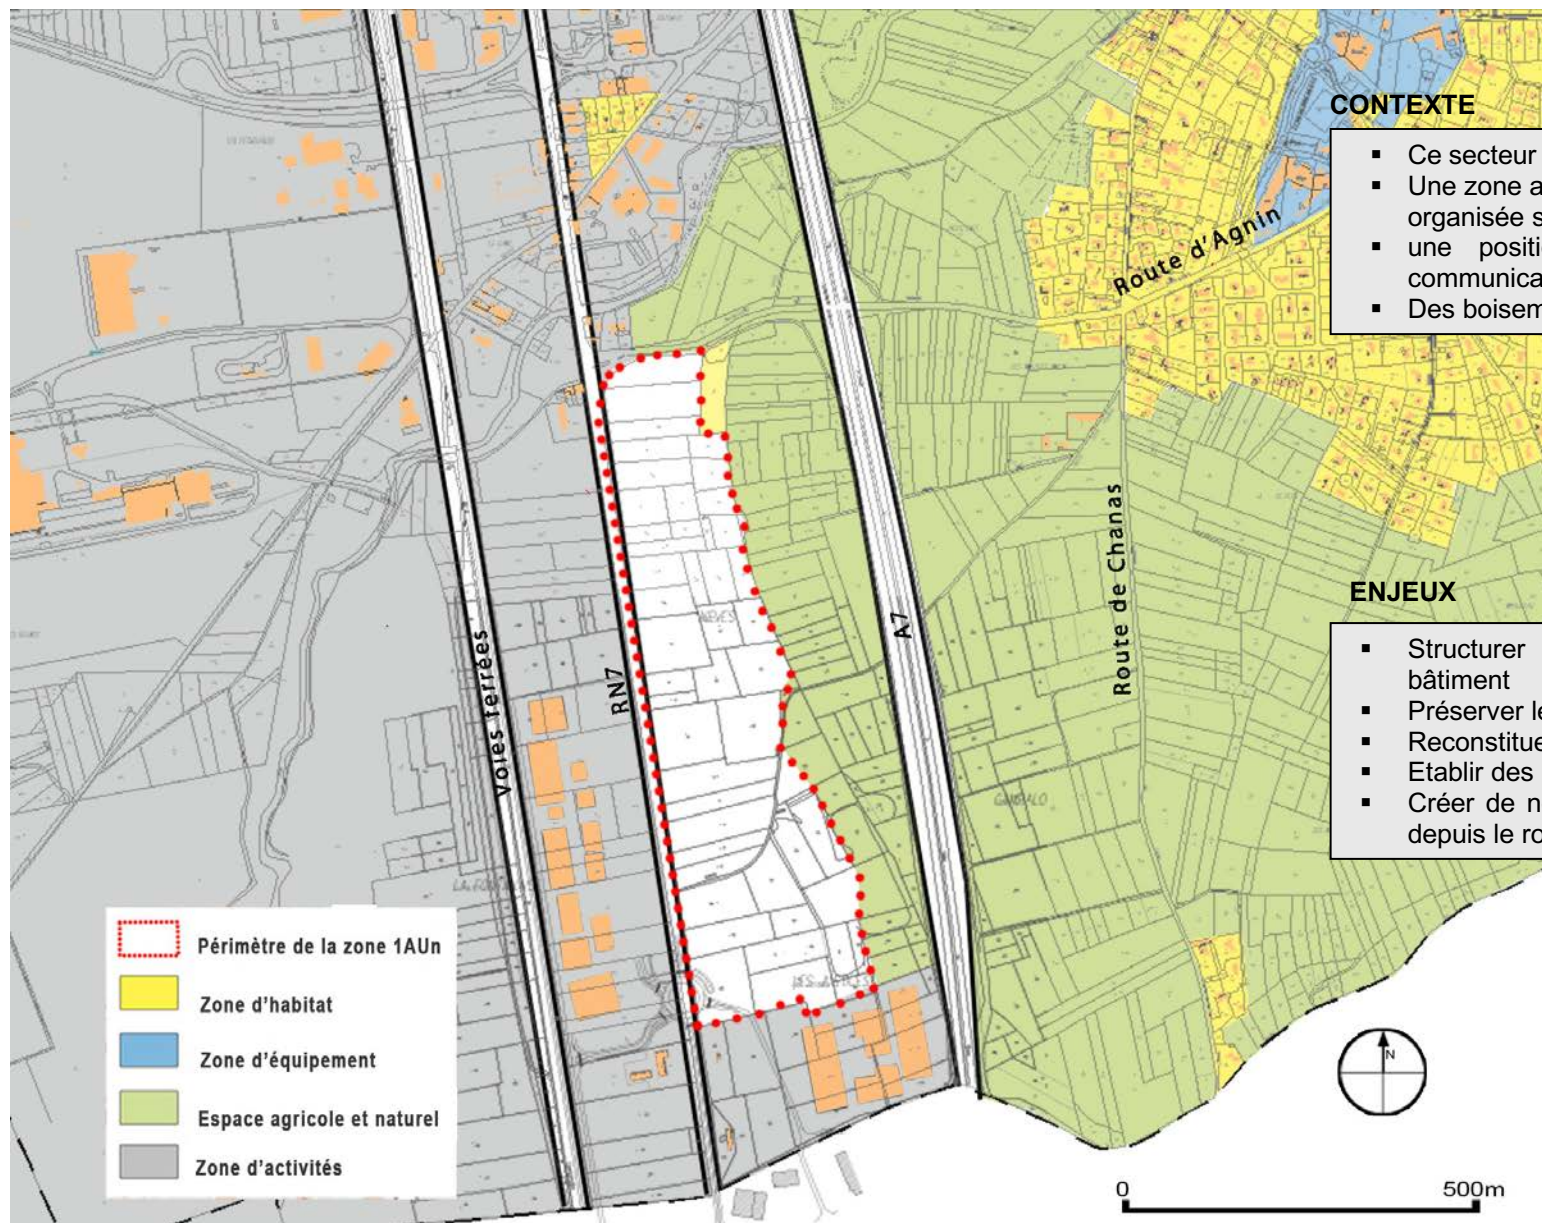 CONTEXTE
▪ Ce secteur
▪ Une zone a
organisée s
▪ une positi
communica
▪ Des boisem
Route d'Agnin
ENJEUX
▪ Structurer
bâtiment
▪ Préserver le
▪ Reconstitue
▪ Etablir des
▪ Créer de n
depuis le ro
Route de Chanas
A7
RN7
Voies ferrées
Périmètre de la zone 1AUn
Zone d'habitat
Zone d'équipement
Espace agricole et naturel
Zone d'activités
N
0 500m